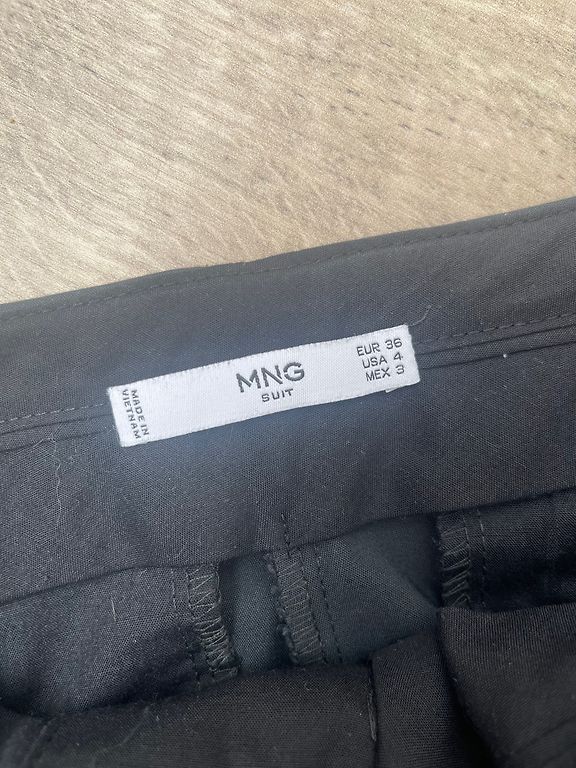 MADE IN
VIETNAM
MNG
SUIT
EUR 36
USA 4
MEX 3